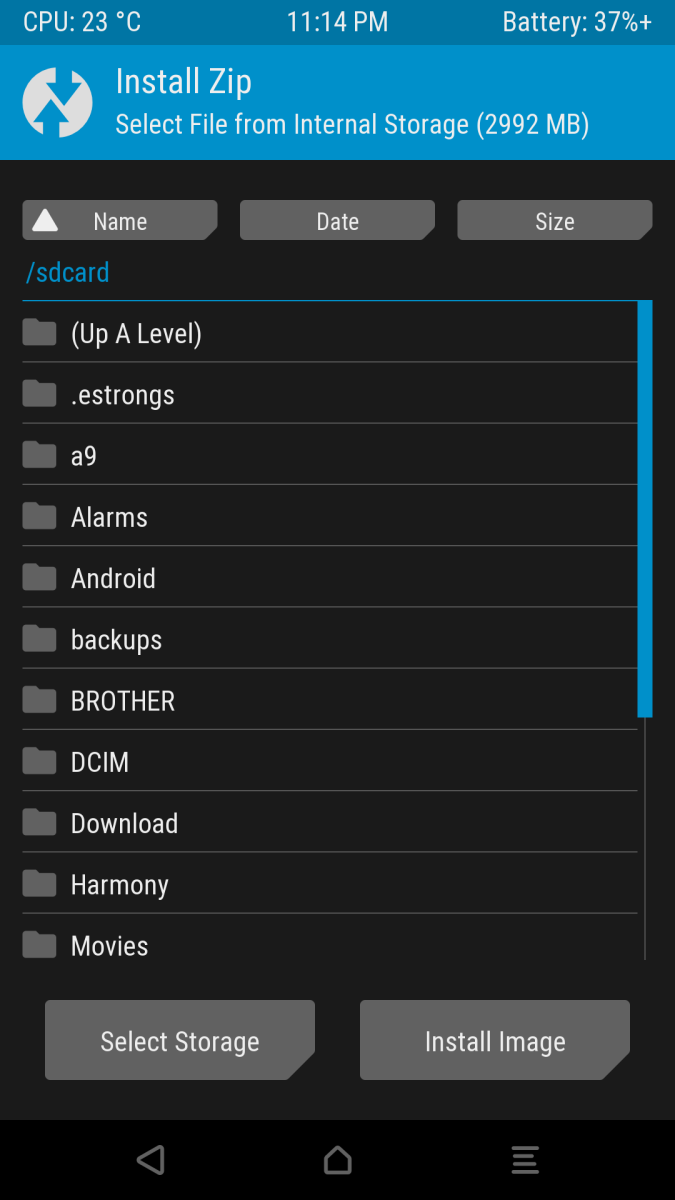 CPU: 23 °C 11:14 PM Battery: 37%+
Install Zip
Select File from Internal Storage (2992 MB)
Name Date Size
/sdcard
(Up A Level)
.estrongs
a9
Alarms
Android
backups
BROTHER
DCIM
Download
Harmony
Movies
Select Storage Install Image